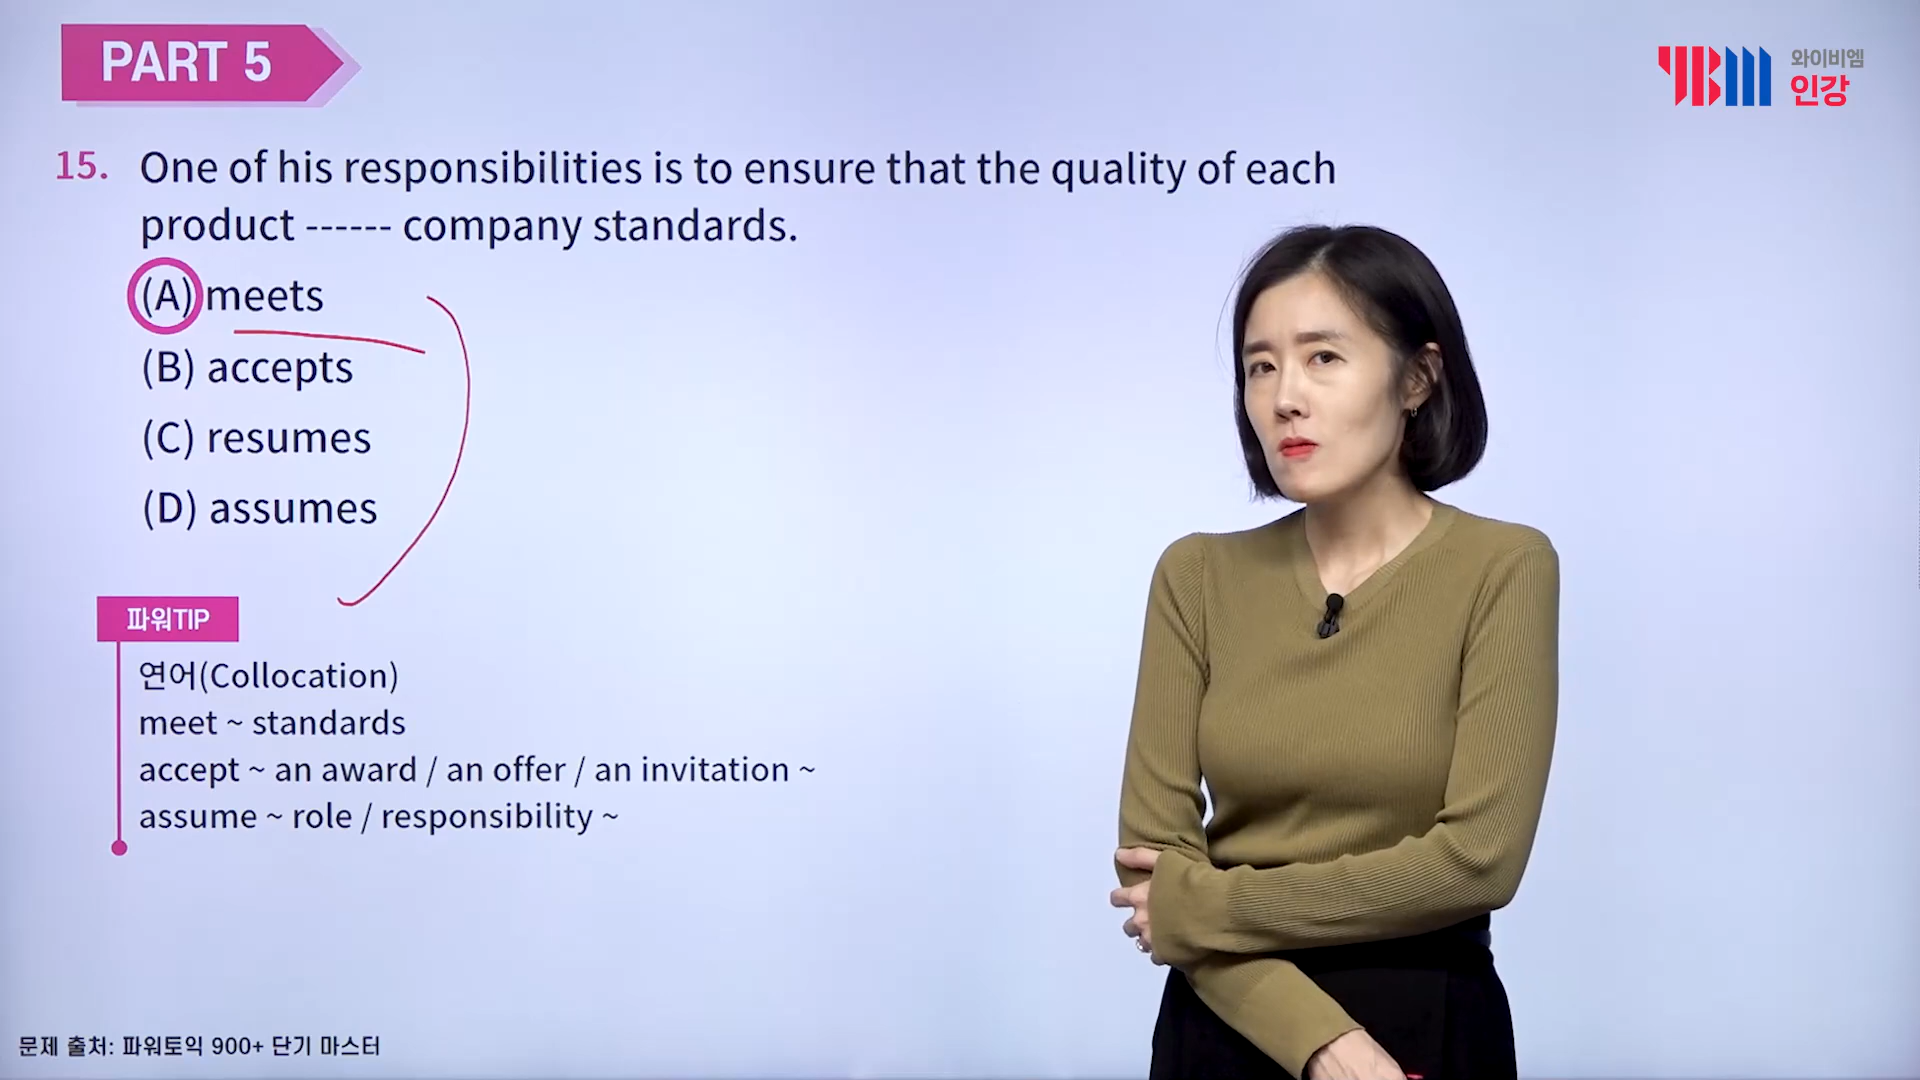 PART 5
YBM 와이비엠
인강
15. One of his responsibilities is to ensure that the quality of each
product ------ company standards.
(A) meets
(B) accepts
(C) resumes
(D) assumes
파워TIP
연어(Collocation)
meet ~ standards
accept ~ an award / an offer / an invitation ~
assume ~ role / responsibility ~
문제 출처: 파워토익 900+ 단기 마스터